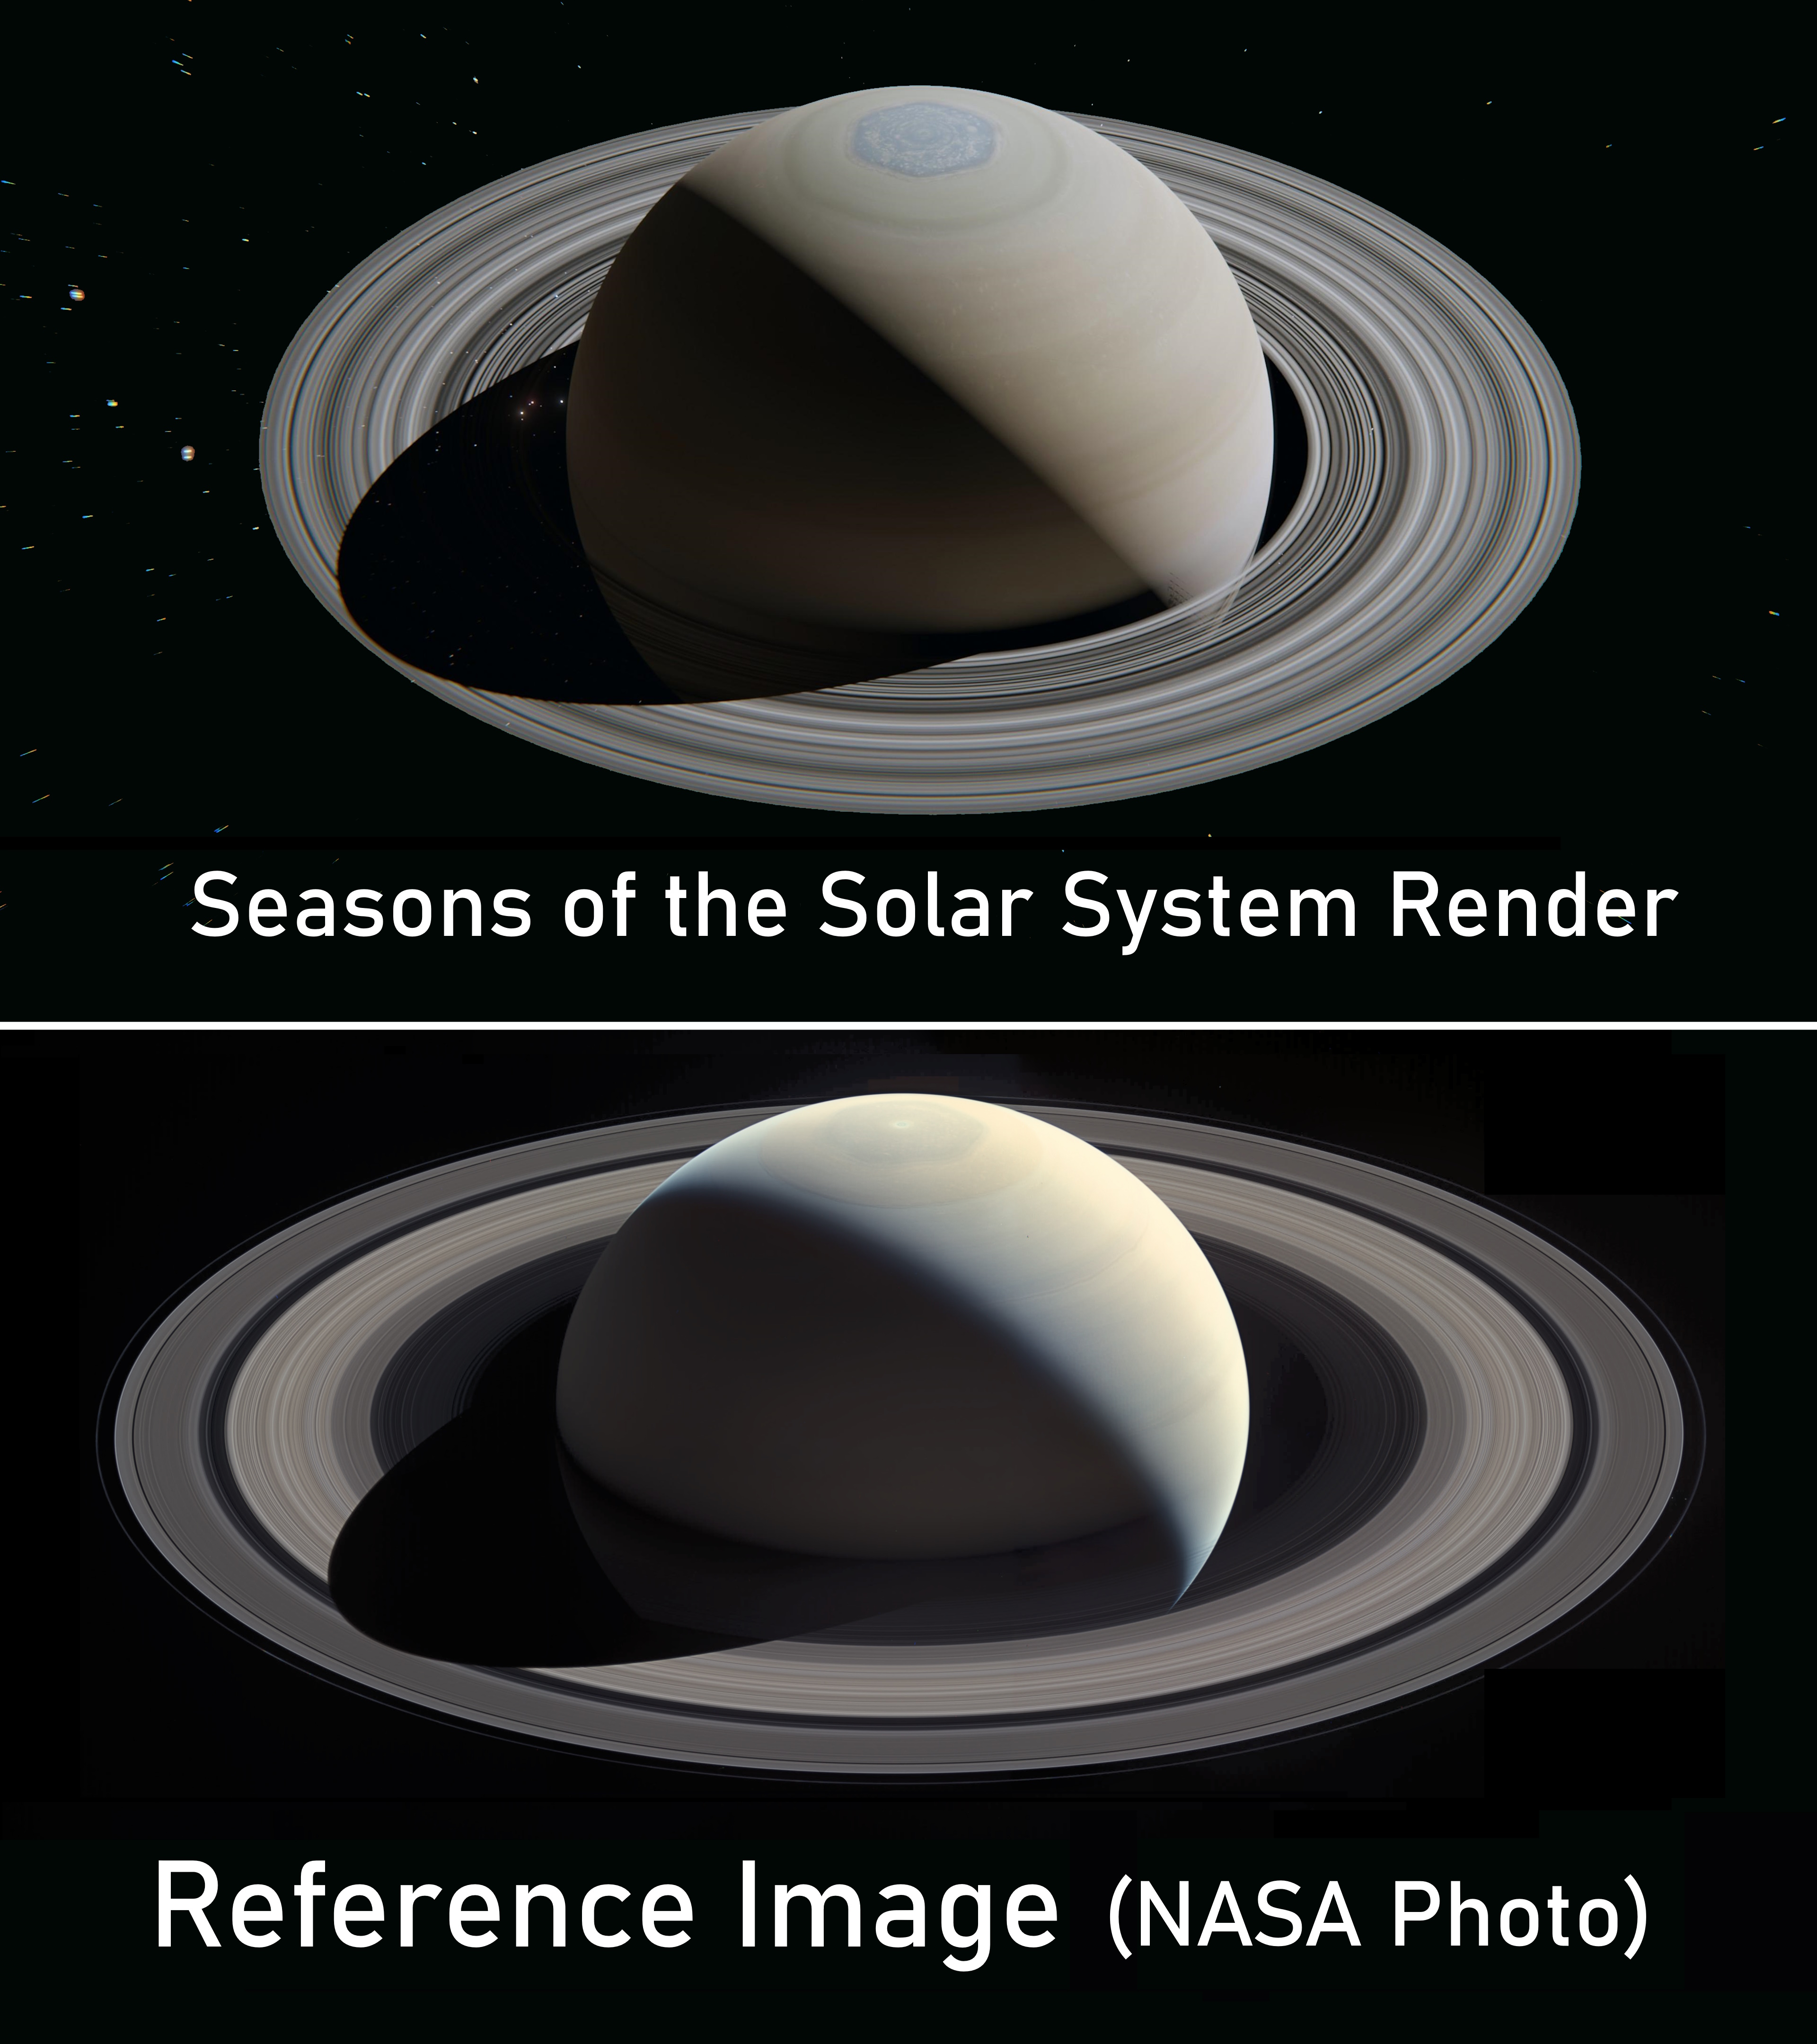 Seasons of the Solar System Render
Reference Image (NASA Photo)